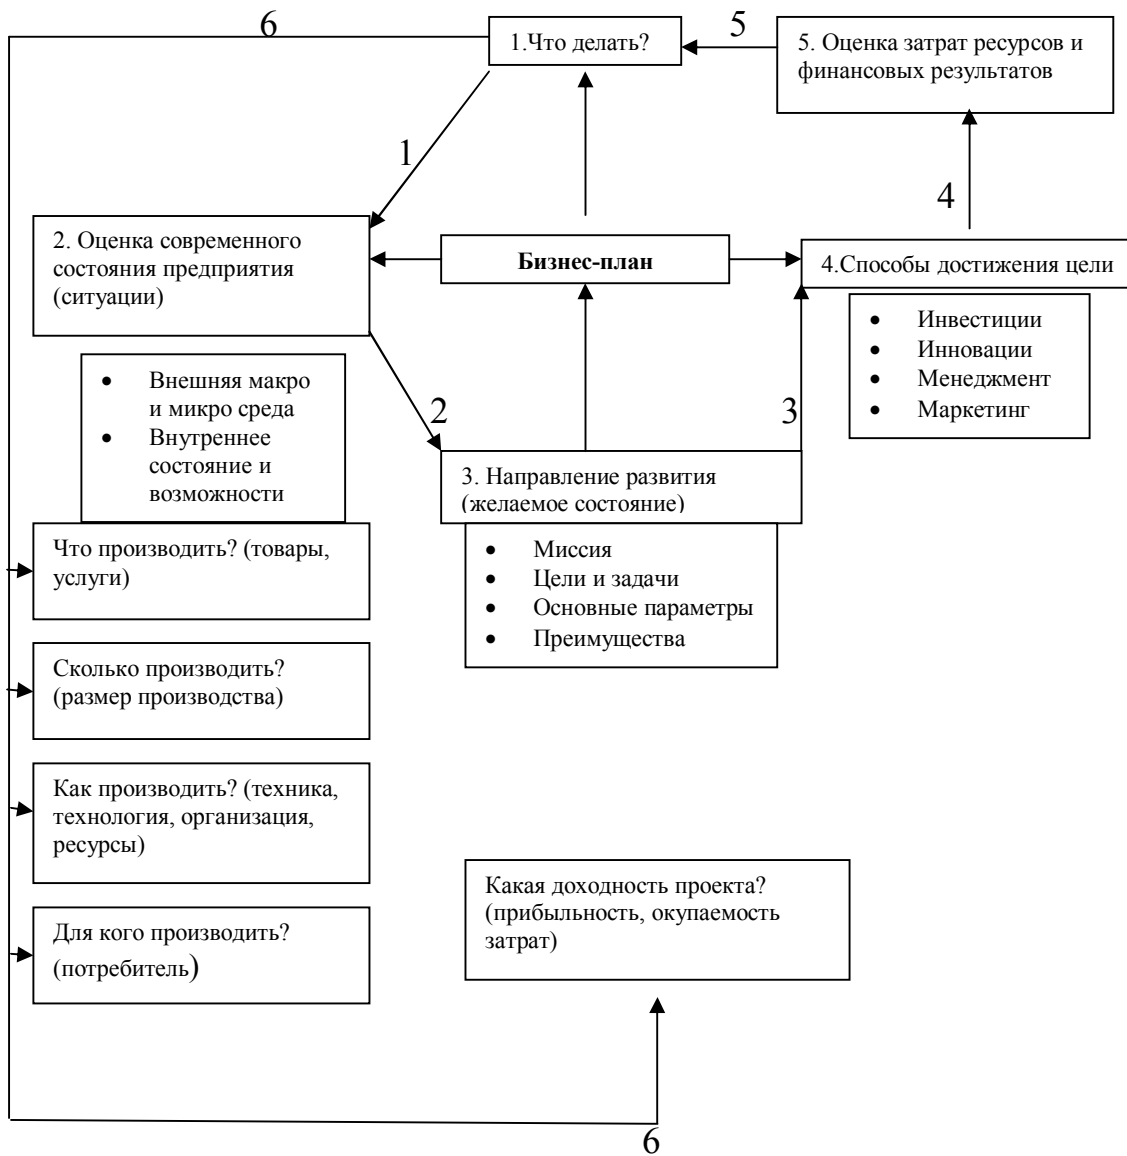 6
1.Что делать?
5
5. Оценка затрат ресурсов и
финансовых результатов
1
4
2. Оценка современного
состояния предприятия
(ситуации)
Бизнес-план
4.Способы достижения цели
• Инвестиции
• Инновации
• Менеджмент
• Маркетинг
• Внешняя макро
и микро среда
• Внутреннее
состояние и
возможности
2
3
3. Направление развития
(желаемое состояние)
• Миссия
• Цели и задачи
• Основные параметры
• Преимущества
Что производить? (товары,
услуги)
Сколько производить?
(размер производства)
Как производить? (техника,
технология, организация,
ресурсы)
Для кого производить?
(потребитель)
Какая доходность проекта?
(прибыльность, окупаемость
затрат)
6